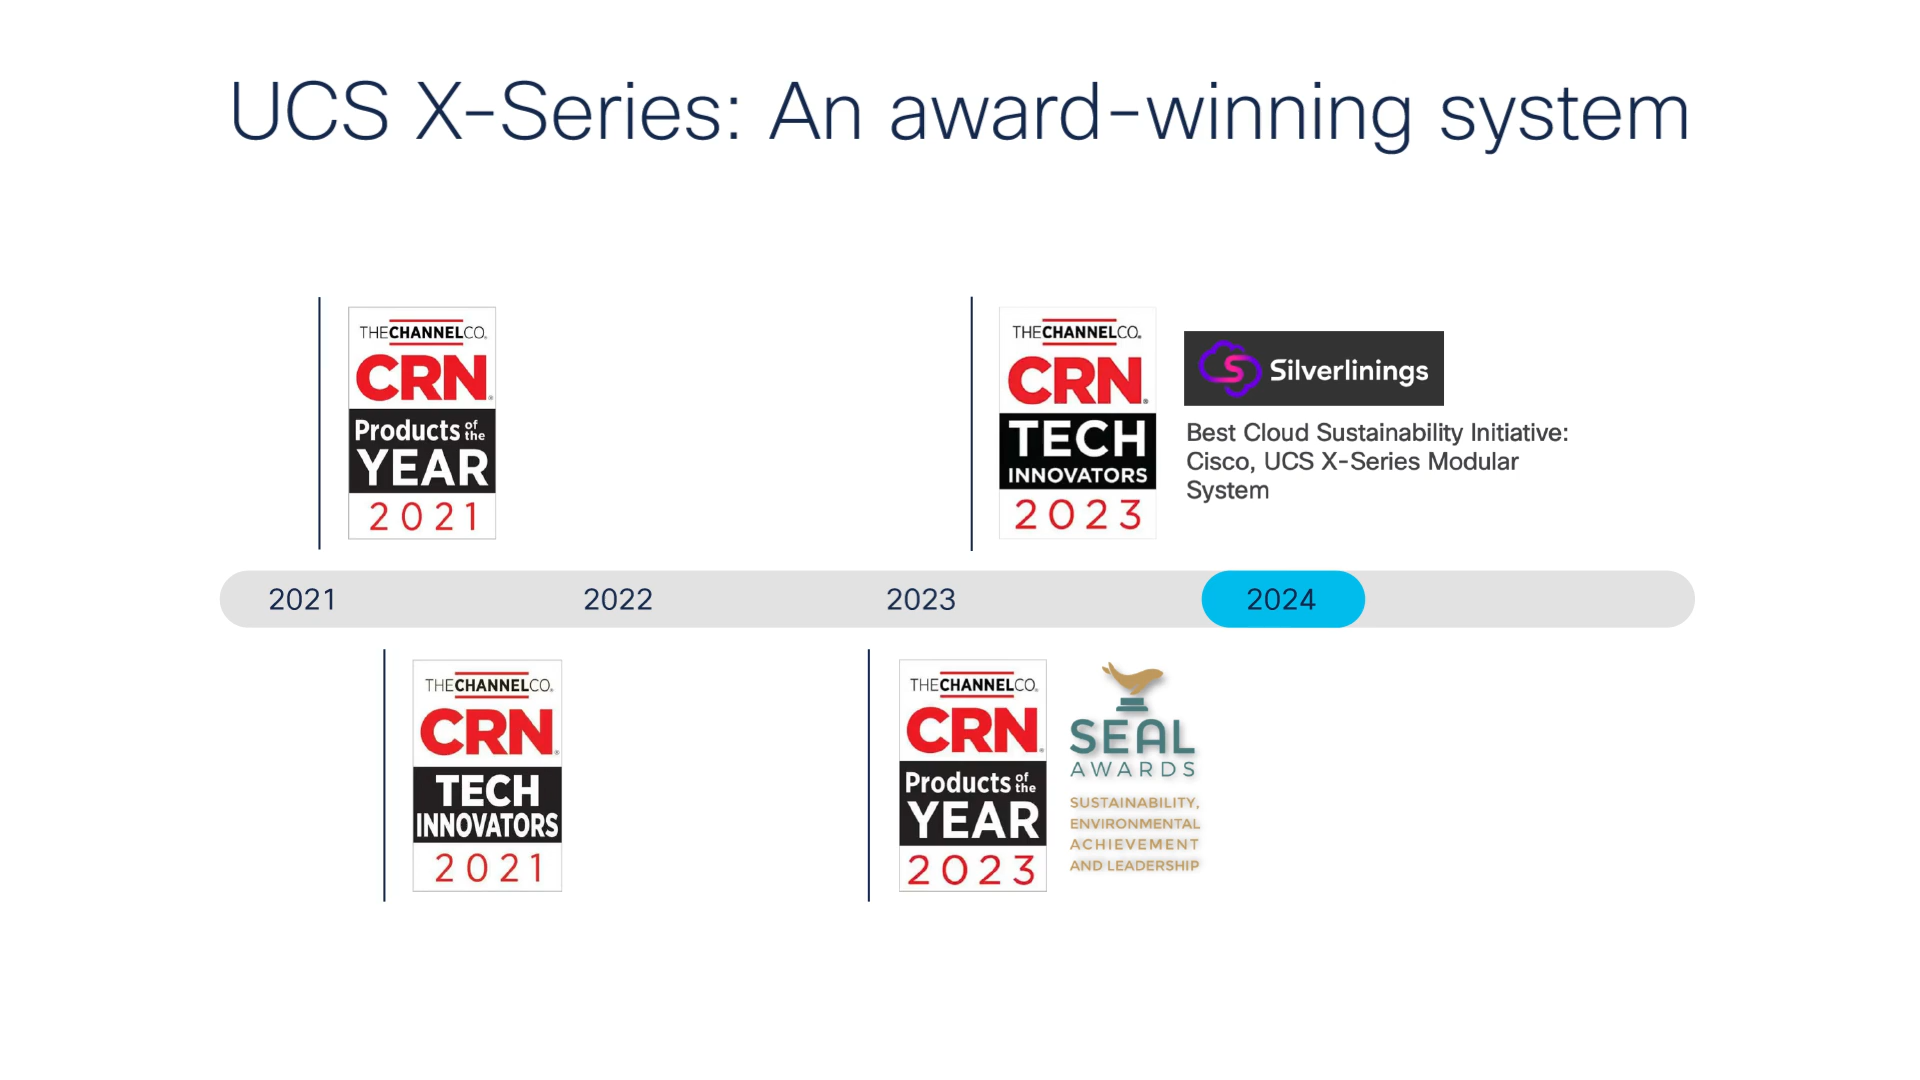 UCS X-Series: An award-winning system
THE CHANNEL CO.
CRN
Products of the
YEAR
2021
THE CHANNEL CO.
CRN
TECH
INNOVATORS
2023
Silverlinings
Best Cloud Sustainability Initiative:
Cisco, UCS X-Series Modular
System
2021 2022 2023 2024
THE CHANNEL CO.
CRN
TECH
INNOVATORS
2021
THE CHANNEL CO.
CRN
Products of the
YEAR
2023
SEAL
AWARDS
SUSTAINABILITY,
ENVIRONMENTAL
ACHIEVEMENT
AND LEADERSHIP